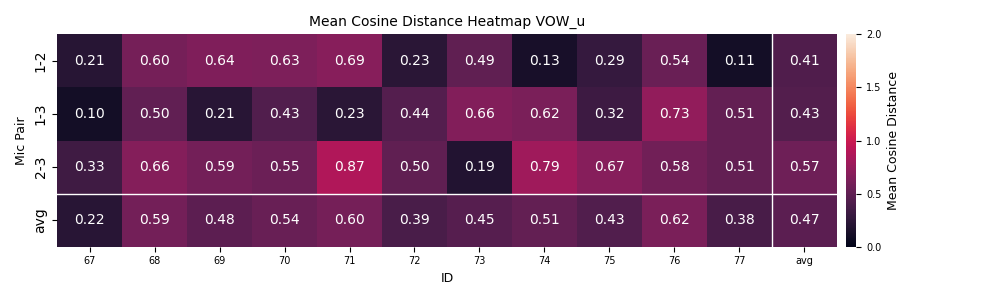 Mean Cosine Distance Heatmap VOW_u
Mic Pair
1-2 0.21 0.60 0.64 0.63 0.69 0.23 0.49 0.13 0.29 0.54 0.11 0.41
1-3 0.10 0.50 0.21 0.43 0.23 0.44 0.66 0.62 0.32 0.73 0.51 0.43
2-3 0.33 0.66 0.59 0.55 0.87 0.50 0.19 0.79 0.67 0.58 0.51 0.57
avg 0.22 0.59 0.48 0.54 0.60 0.39 0.45 0.51 0.43 0.62 0.38 0.47
67 68 69 70 71 72 73 74 75 76 77 avg
ID
2.0
1.5
1.0
0.5
0.0
Mean Cosine Distance